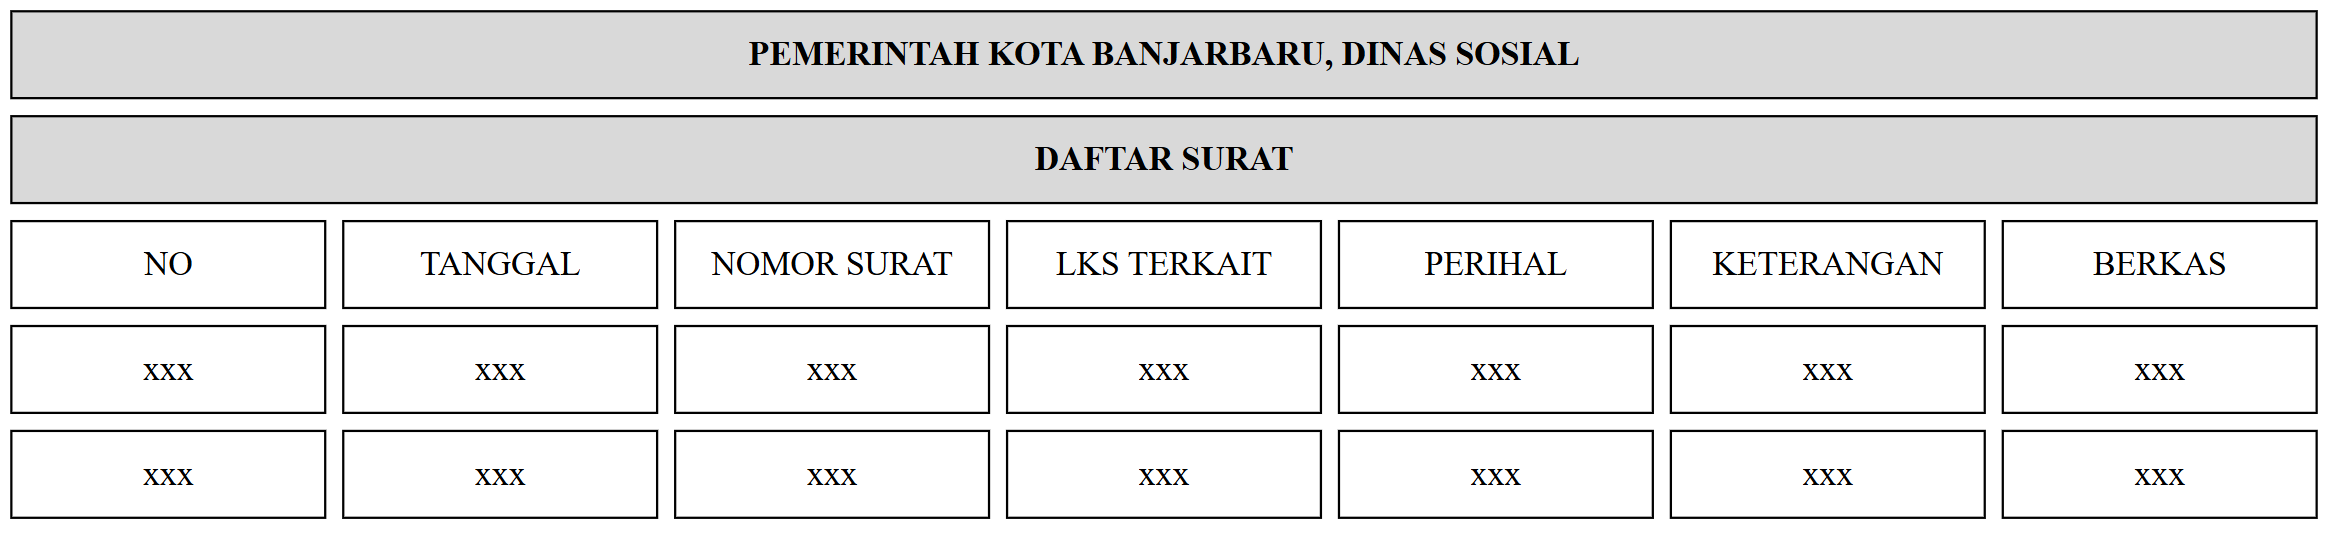 PEMERINTAH KOTA BANJARBARU, DINAS SOSIAL
DAFTAR SURAT
NO TANGGAL NOMOR SURAT LKS TERKAIT PERIHAL KETERANGAN BERKAS
xxx xxx xxx xxx xxx xxx xxx
xxx xxx xxx xxx xxx xxx xxx